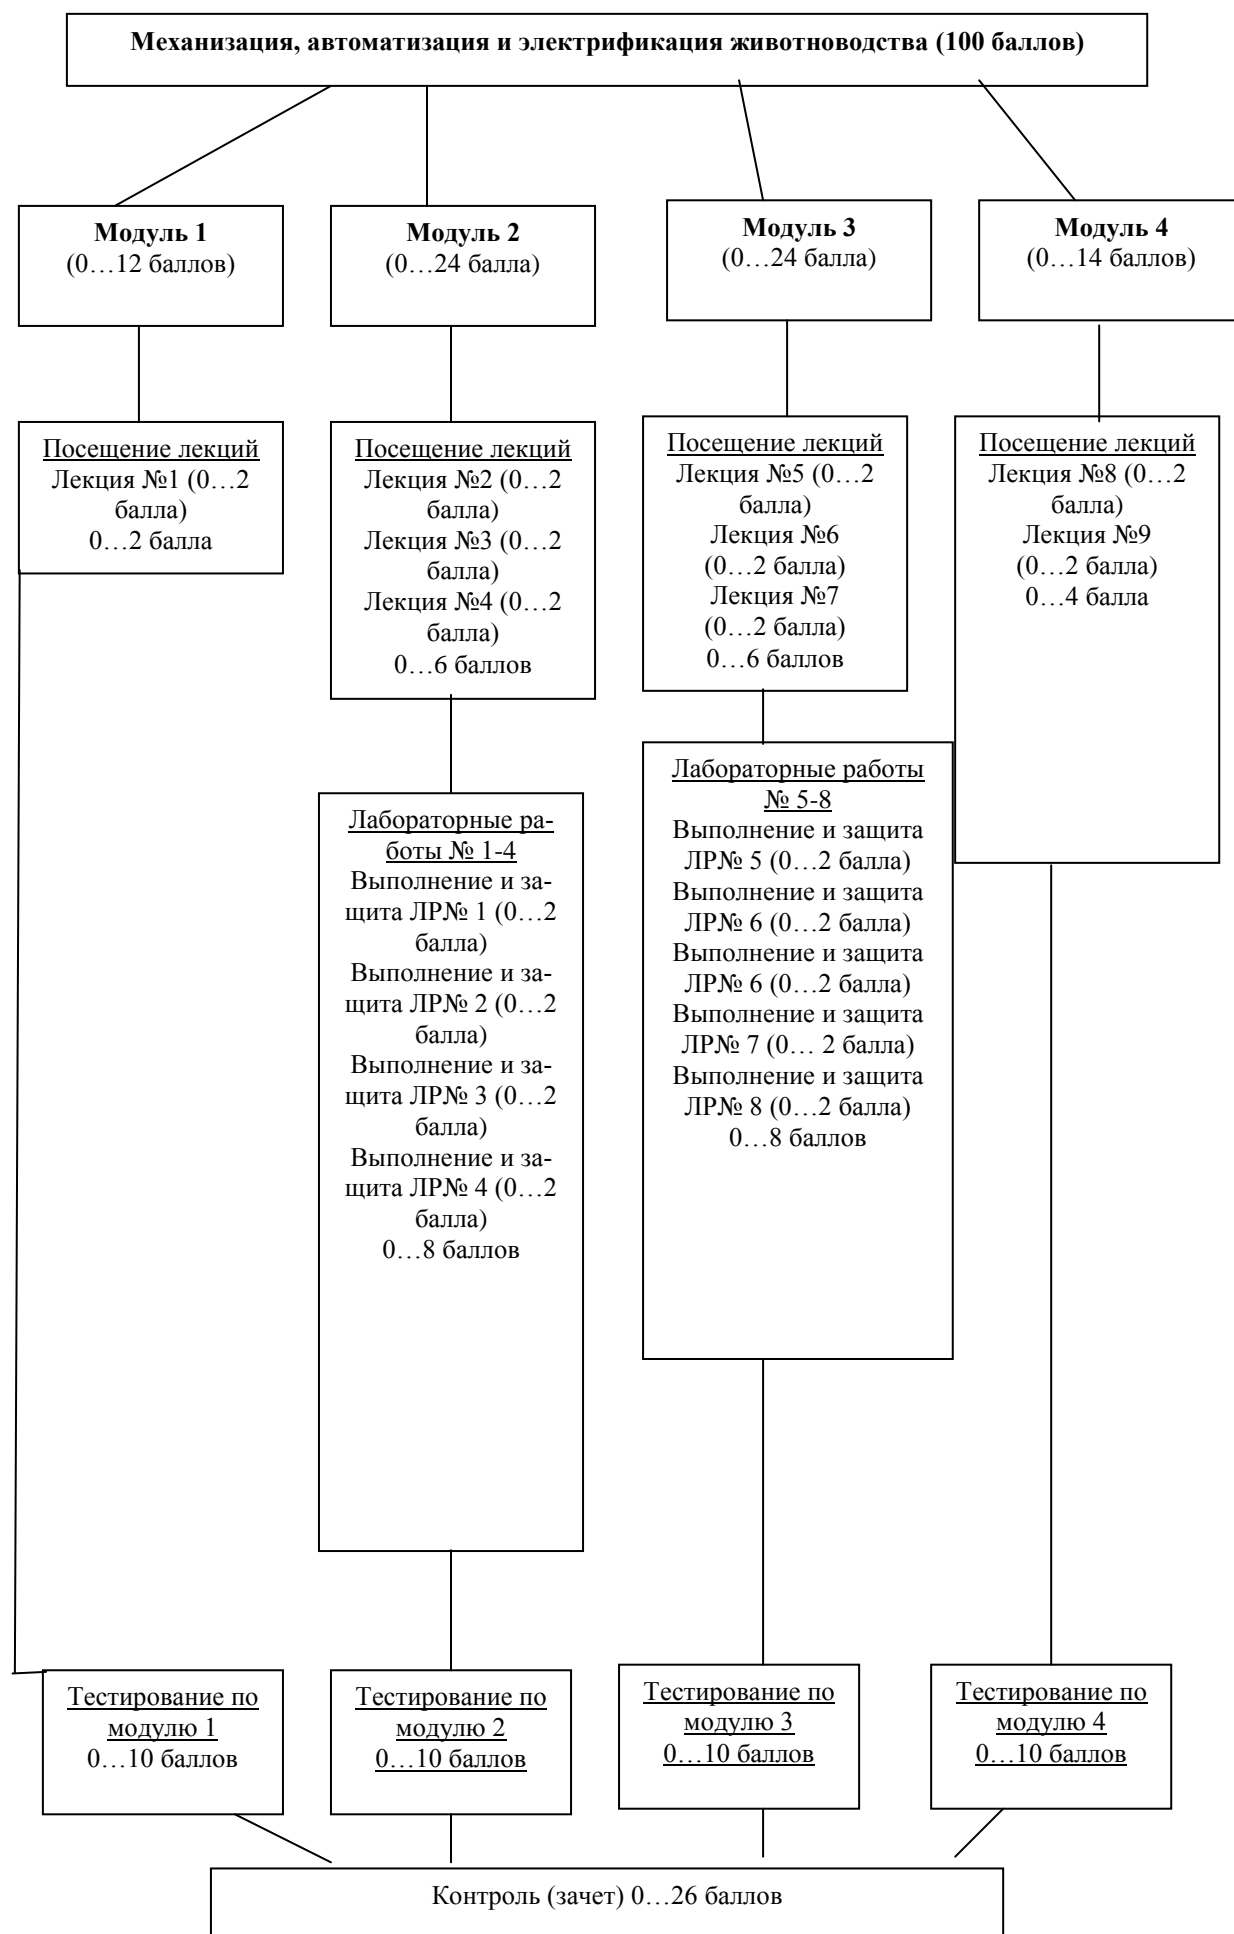 Механизация, автоматизация и электрификация животноводства (100 баллов)
Модуль 1
(0…12 баллов)
Модуль 2
(0…24 балла)
Модуль 3
(0…24 балла)
Модуль 4
(0…14 баллов)
Посещение лекций
Лекция №1 (0…2
балла)
0…2 балла
Посещение лекций
Лекция №2 (0…2
балла)
Лекция №3 (0…2
балла)
Лекция №4 (0…2
балла)
0…6 баллов
Посещение лекций
Лекция №5 (0…2
балла)
Лекция №6
(0…2 балла)
Лекция №7
(0…2 балла)
0…6 баллов
Посещение лекций
Лекция №8 (0…2
балла)
Лекция №9
(0…2 балла)
0…4 балла
Лабораторные ра-
боты № 1-4
Выполнение и за-
щита ЛР№ 1 (0…2
балла)
Выполнение и за-
щита ЛР№ 2 (0…2
балла)
Выполнение и за-
щита ЛР№ 3 (0…2
балла)
Выполнение и за-
щита ЛР№ 4 (0…2
балла)
0…8 баллов
Лабораторные работы
№ 5-8
Выполнение и защита
ЛР№ 5 (0…2 балла)
Выполнение и защита
ЛР№ 6 (0…2 балла)
Выполнение и защита
ЛР№ 6 (0…2 балла)
Выполнение и защита
ЛР№ 7 (0… 2 балла)
Выполнение и защита
ЛР№ 8 (0…2 балла)
0…8 баллов
Тестирование по
модулю 1
0…10 баллов
Тестирование по
модулю 2
0…10 баллов
Тестирование по
модулю 3
0…10 баллов
Тестирование по
модулю 4
0…10 баллов
Контроль (зачет) 0…26 баллов